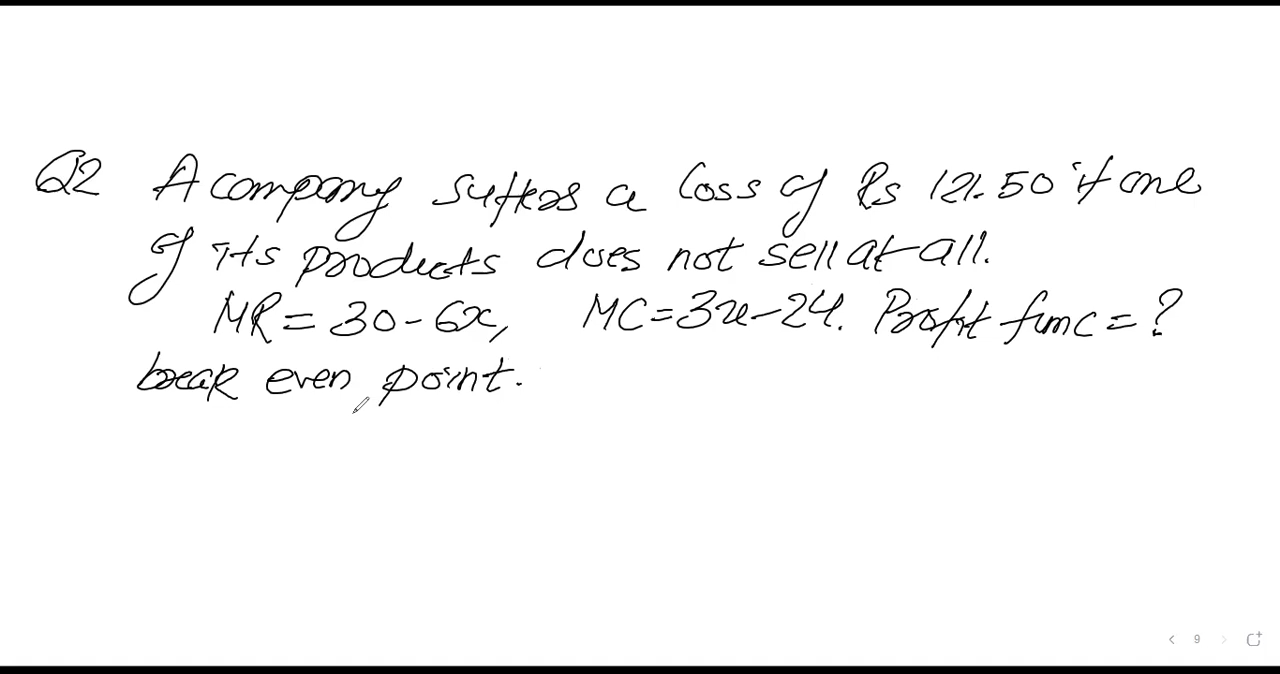 Q2 A company suffers a loss of Rs 121.50 if one
of its products does not sell at all.
MR = 30-6x, MC = 3x-24. Profit func = ?
break even point.
9